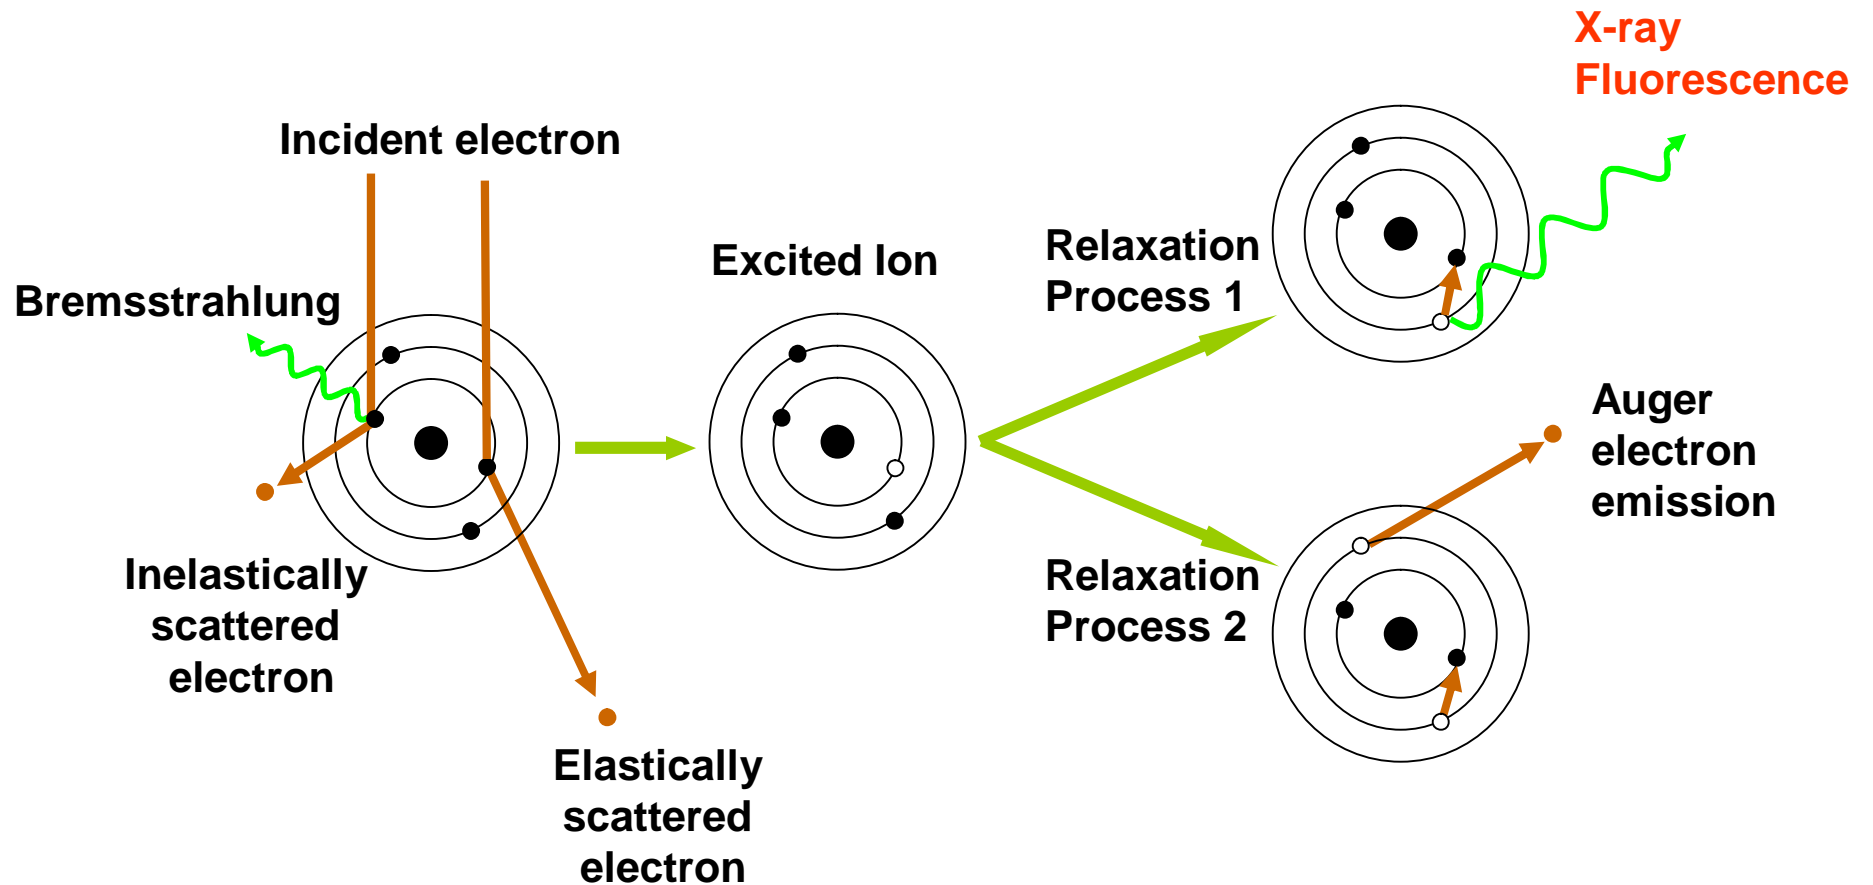 X-ray
Fluorescence
Incident electron
Bremsstrahlung
Excited Ion
Relaxation
Process 1
Auger
electron
emission
Inelastically
scattered
electron
Relaxation
Process 2
Elastically
scattered
electron